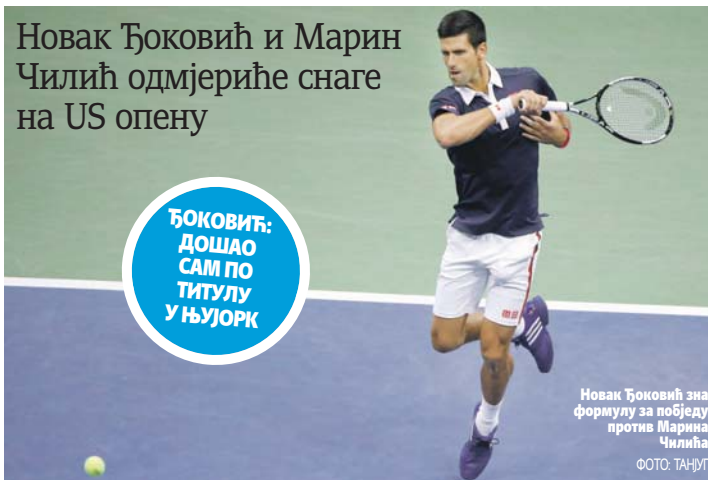 Новак Ђоковић и Марин
Чилић одмјериће снаге
на US опену
ЂОКОВИЋ:
ДОШАО
САМ ПО
ТИТУЛУ
У ЊУЈОРК
Новак Ђоковић зна
формулу за побједу
против Марина
Чилића
ФОТО: ТАНЈУГ